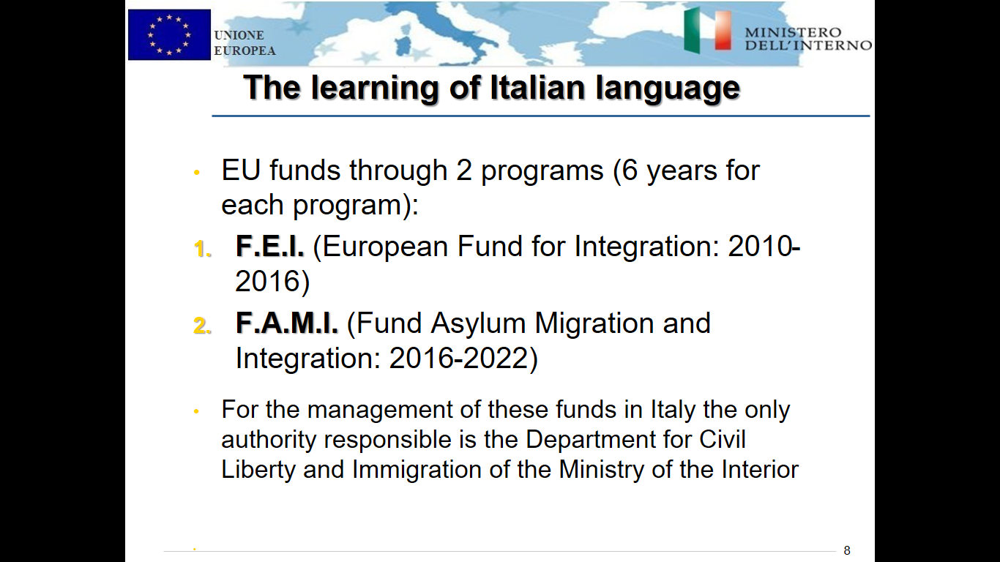 UNIONE
EUROPEA
MINISTERO
DELL'INTERNO
The learning of Italian language
• EU funds through 2 programs (6 years for
each program):
1. F.E.I. (European Fund for Integration: 2010-
2016)
2. F.A.M.I. (Fund Asylum Migration and
Integration: 2016-2022)
• For the management of these funds in Italy the only
authority responsible is the Department for Civil
Liberty and Immigration of the Ministry of the Interior
•
8